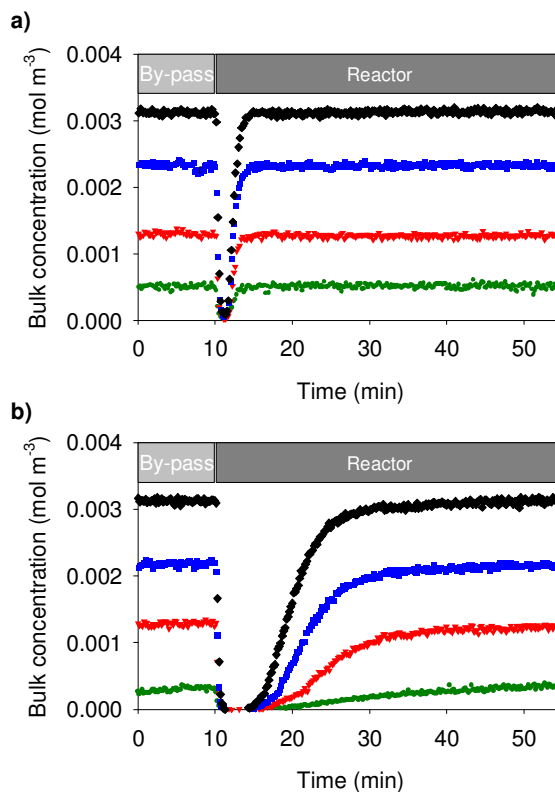 a)
0.004
By-pass
Reactor
0.003
0.002
0.001
0.000
Bulk concentration (mol m⁻³)
0 10 20 30 40 50
Time (min)
b)
0.004
By-pass
Reactor
0.003
0.002
0.001
0.000
Bulk concentration (mol m⁻³)
0 10 20 30 40 50
Time (min)